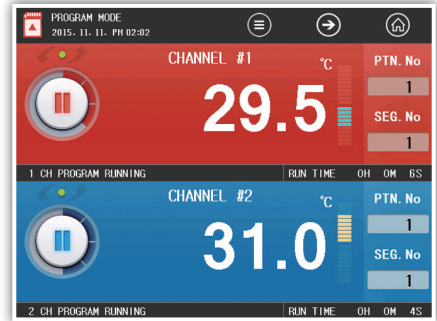 PROGRAM MODE
2015. 11. 11. PM 02:02
CHANNEL #1
℃
PTN. No
29.5
1
SEG. No
1
1 CH PROGRAM RUNNING
RUN TIME 0H 0M 6S
CHANNEL #2
℃
PTN. No
31.0
1
SEG. No
1
2 CH PROGRAM RUNNING
RUN TIME 0H 0M 4S